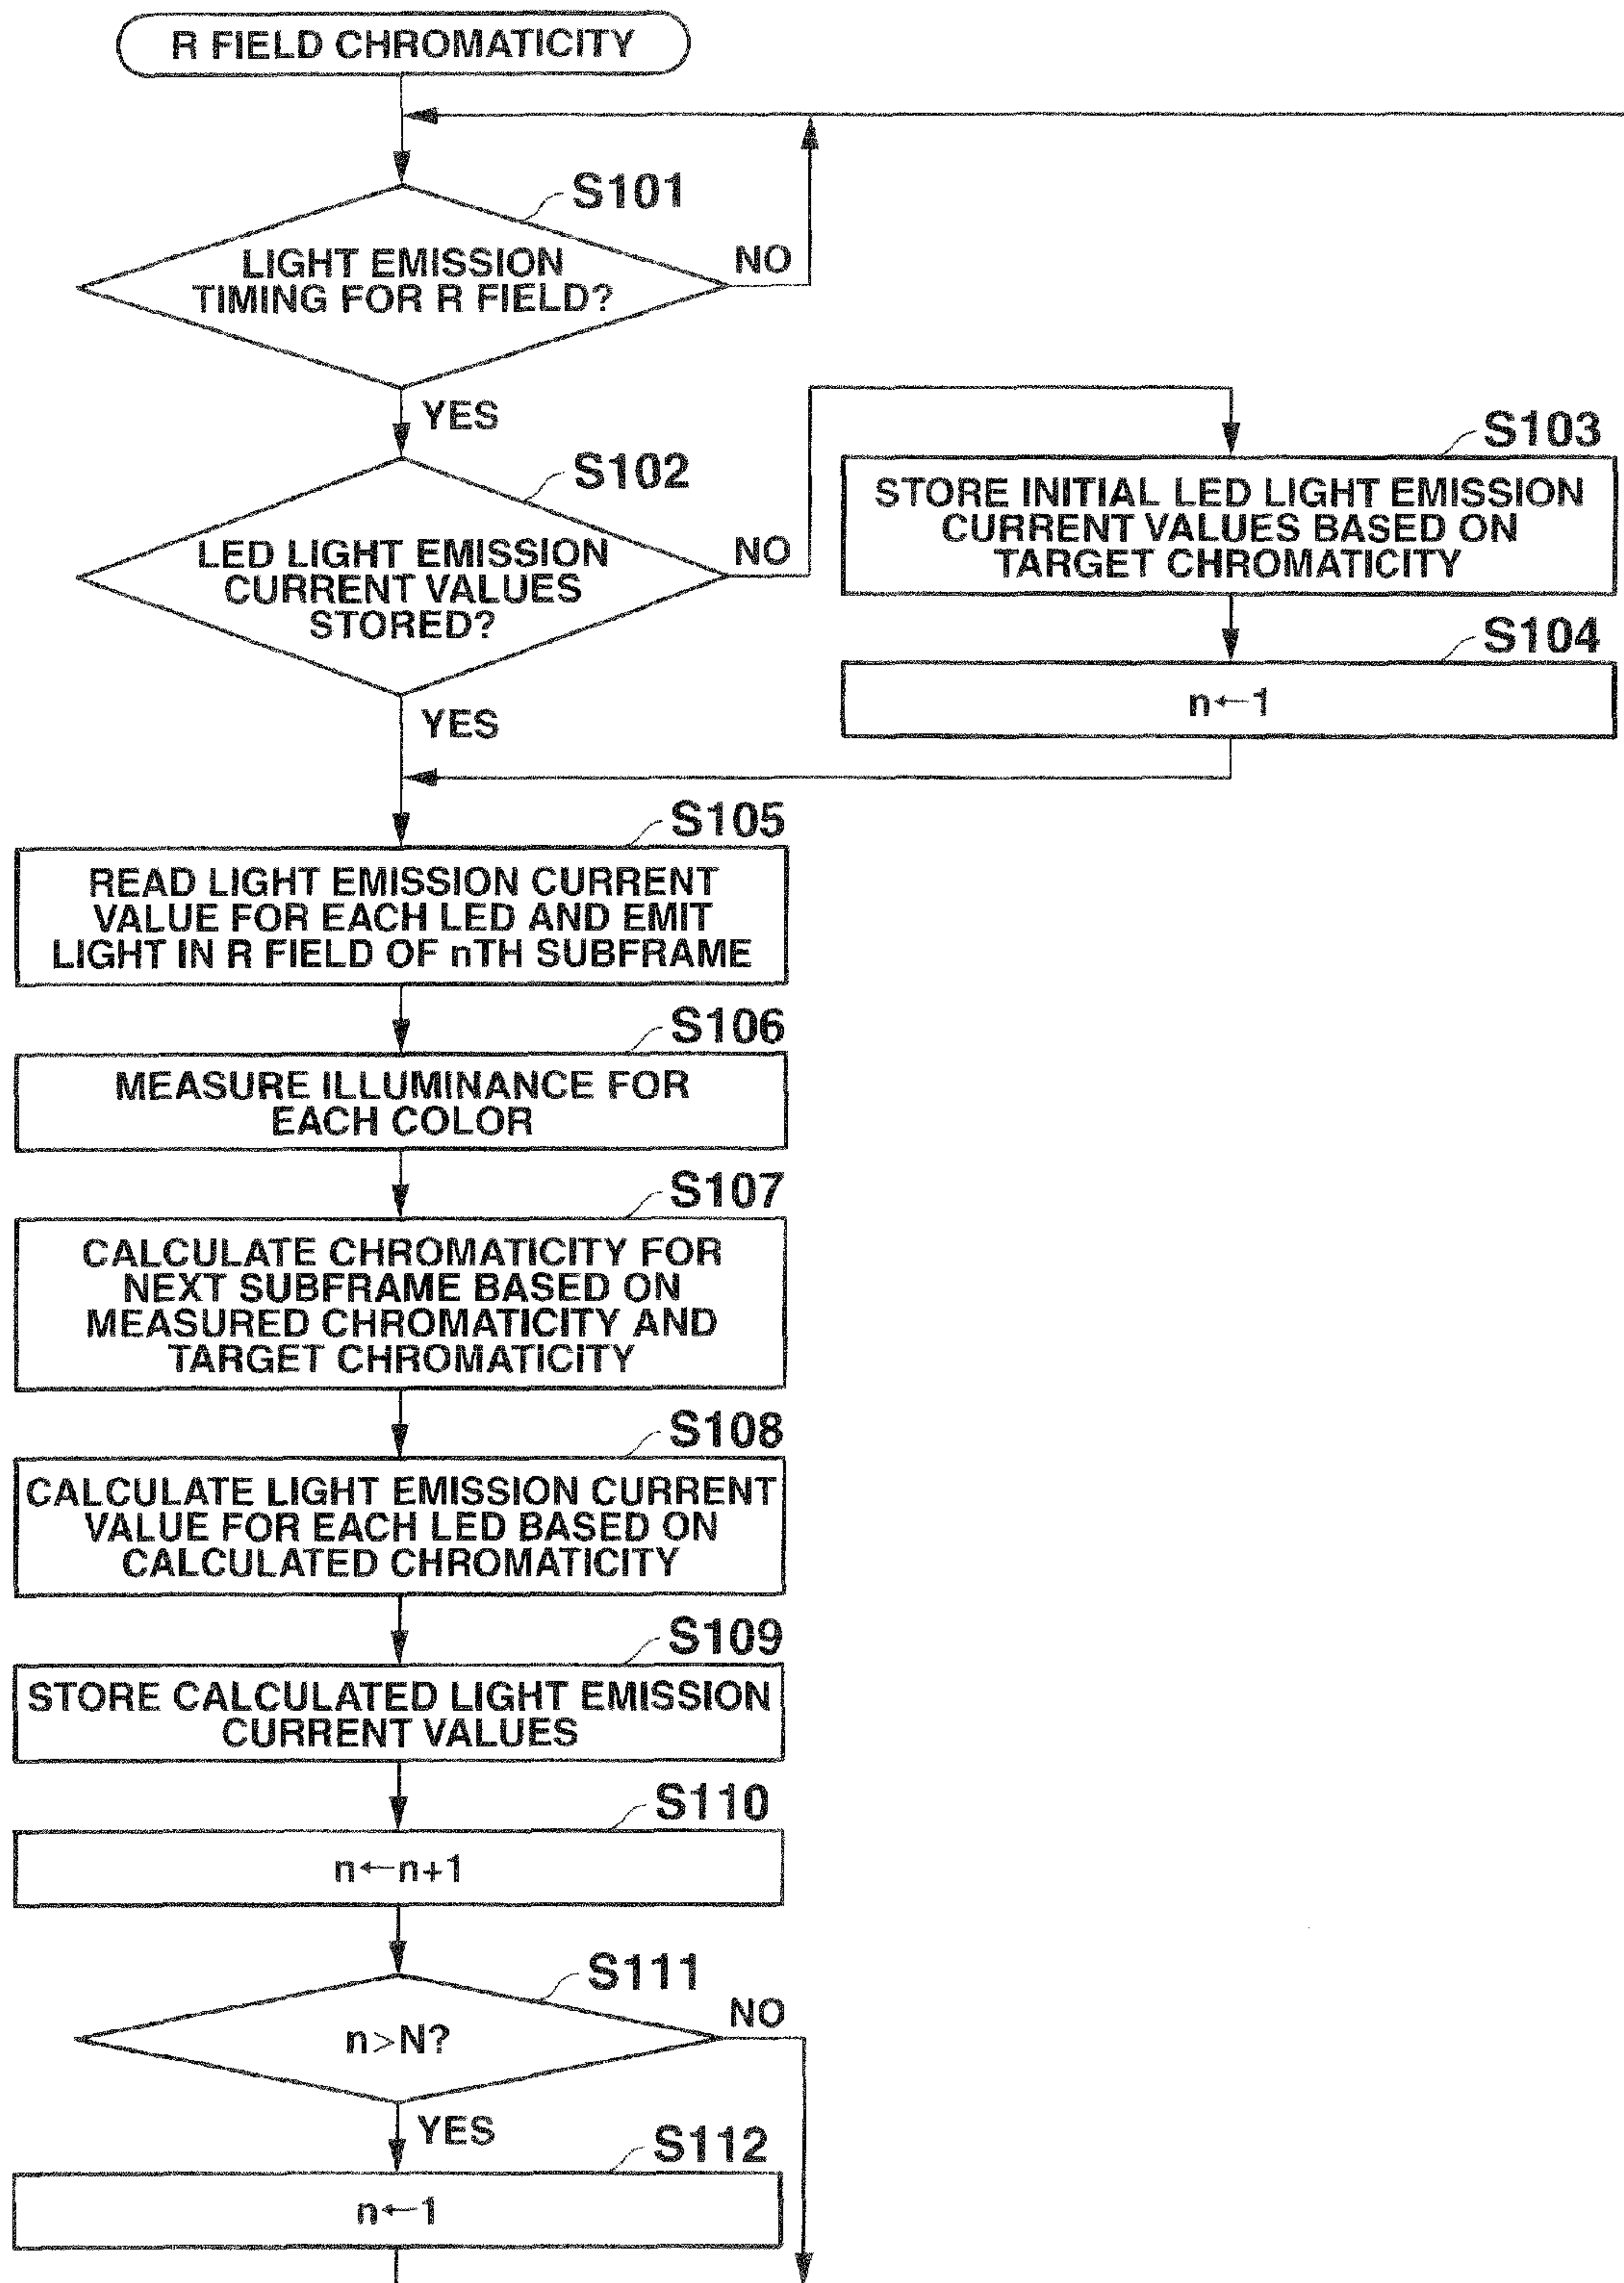 R FIELD CHROMATICITY
S101
LIGHT EMISSION
TIMING FOR R FIELD?
NO
YES
S102
LED LIGHT EMISSION
CURRENT VALUES
STORED?
NO
YES
S103
STORE INITIAL LED LIGHT EMISSION
CURRENT VALUES BASED ON
TARGET CHROMATICITY
S104
n←1
S105
READ LIGHT EMISSION CURRENT
VALUE FOR EACH LED AND EMIT
LIGHT IN R FIELD OF nTH SUBFRAME
S106
MEASURE ILLUMINANCE FOR
EACH COLOR
S107
CALCULATE CHROMATICITY FOR
NEXT SUBFRAME BASED ON
MEASURED CHROMATICITY AND
TARGET CHROMATICITY
S108
CALCULATE LIGHT EMISSION CURRENT
VALUE FOR EACH LED BASED ON
CALCULATED CHROMATICITY
S109
STORE CALCULATED LIGHT EMISSION
CURRENT VALUES
S110
n←n+1
S111
n>N?
NO
YES
S112
n←1